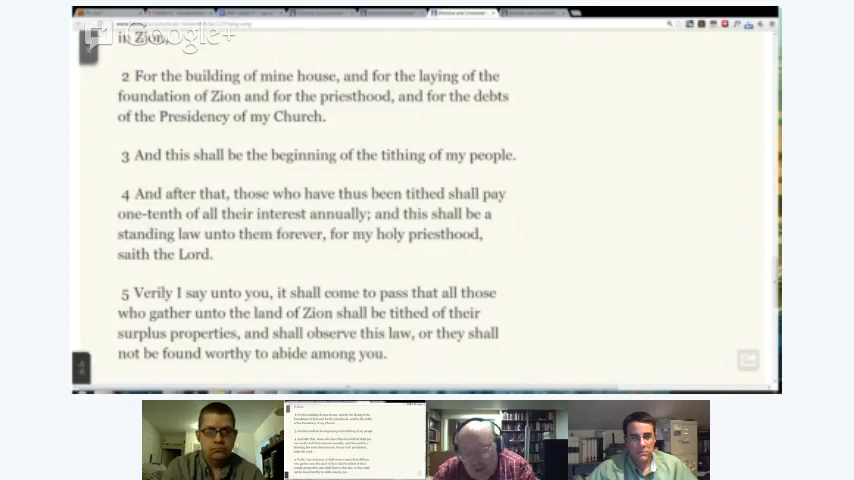 Google+
in Zion,
2 For the building of mine house, and for the laying of the
foundation of Zion and for the priesthood, and for the debts
of the Presidency of my Church.
3 And this shall be the beginning of the tithing of my people.
4 And after that, those who have thus been tithed shall pay
one-tenth of all their interest annually; and this shall be a
standing law unto them forever, for my holy priesthood,
saith the Lord.
5 Verily I say unto you, it shall come to pass that all those
who gather unto the land of Zion shall be tithed of their
surplus properties, and shall observe this law, or they shall
not be found worthy to abide among you.